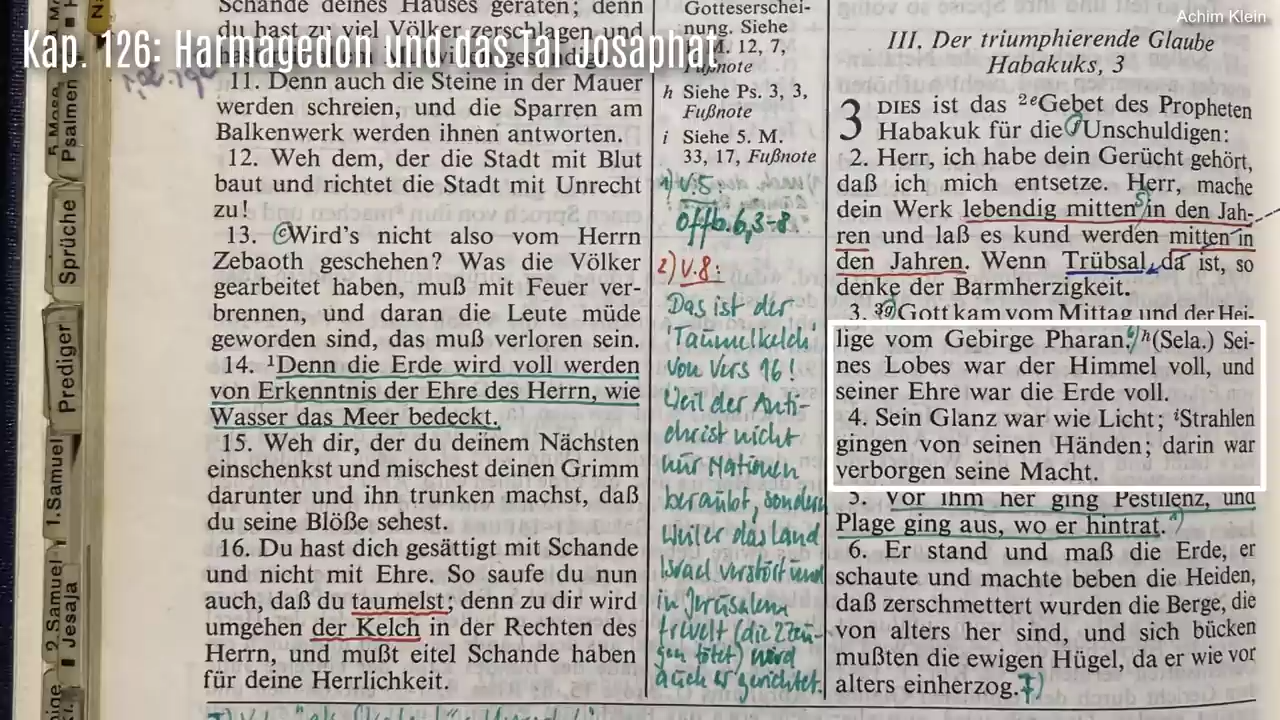 Achim Klein
Kap. 126: Harmagedon und das Tal Josaphat
Schande deines Hauses geraten; denn
du hast zu viel Völker zerschlagen und
11. Denn auch die Steine in der Mauer
werden schreien, und die Sparren am
Balkenwerk werden ihnen antworten.
12. Weh dem, der die Stadt mit Blut
baut und richtet die Stadt mit Unrecht
zu!
13. Wird's nicht also vom Herrn
Zebaoth geschehen? Was die Völker
gearbeitet haben, muß mit Feuer ver-
brennen, und daran die Leute müde
geworden sind, das muß verloren sein.
14. ¹Denn die Erde wird voll werden
von Erkenntnis der Ehre des Herrn, wie
Wasser das Meer bedeckt.
15. Weh dir, der du deinem Nächsten
einschenkst und mischest deinen Grimm
darunter und ihn trunken machst, daß
du seine Blöße sehest.
16. Du hast dich gesättigt mit Schande
und nicht mit Ehre. So saufe du nun
auch, daß du taumelst; denn zu dir wird
umgehen der Kelch in der Rechten des
Herrn, und mußt eitel Schande haben
für deine Herrlichkeit.
Gotteserschei-
nung. Siehe
M. 12, 7,
Fußnote
h Siehe Ps. 3, 3,
Fußnote
i Siehe 5. M.
33, 17, Fußnote
1) V.5:
Offb. 6,3-8.
2) V.8:
Das ist der
"Taumelkelch"
von Vers 16!
Weil der Anti-
christ nicht
nur Nationen
beraubt, sondern
weiter das Land
Israel verstört und
in Jerusalem
frevelt (die 2 Zeu-
gen tötet) wird
auch er gerichtet.
III. Der triumphierende Glaube
Habakuks, 3
3 DIES ist das ²ᵉGebet des Propheten
Habakuk für die Unschuldigen:
2. Herr, ich habe dein Gerücht gehört,
daß ich mich entsetze. Herr, mache
dein Werk lebendig mitten in den Jah-
ren und laß es kund werden mitten in
den Jahren. Wenn Trübsal da ist, so
denke der Barmherzigkeit.
3. Gott kam vom Mittag und der Hei-
lige vom Gebirge Pharan. ʰ(Sela.) Sei-
nes Lobes war der Himmel voll, und
seiner Ehre war die Erde voll.
4. Sein Glanz war wie Licht; ⁱStrahlen
gingen von seinen Händen; darin war
verborgen seine Macht.
5. Vor ihm her ging Pestilenz, und
Plage ging aus, wo er hintrat.
6. Er stand und maß die Erde, er
schaute und machte beben die Heiden,
daß zerschmettert wurden die Berge, die
von alters her sind, und sich bücken
mußten die ewigen Hügel, da er wie vor
alters einherzog. 7)
Psalmen
Sprüche
Prediger
1.Samuel
2.Samuel
Jesaja